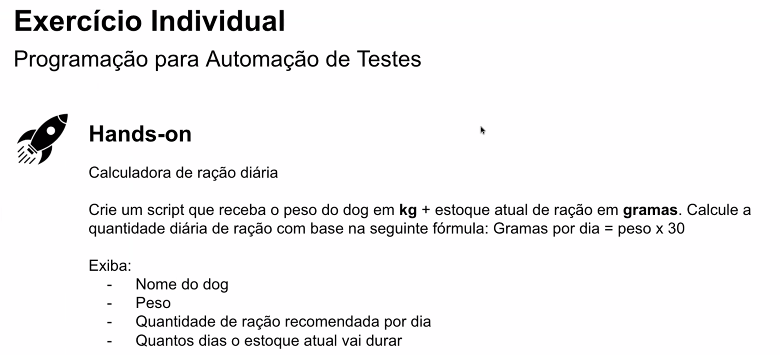 Exercício Individual
Programação para Automação de Testes
Hands-on
Calculadora de ração diária
Crie um script que receba o peso do dog em kg + estoque atual de ração em gramas. Calcule a
quantidade diária de ração com base na seguinte fórmula: Gramas por dia = peso x 30
Exiba:
- Nome do dog
- Peso
- Quantidade de ração recomendada por dia
- Quantos dias o estoque atual vai durar